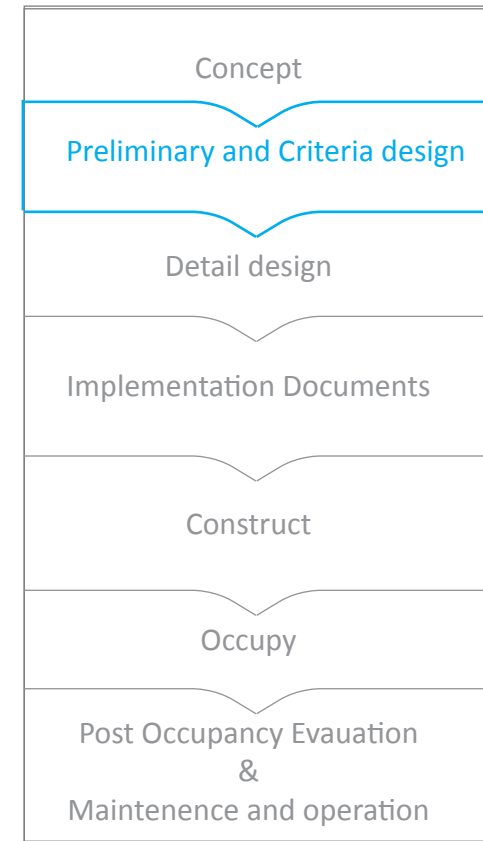 Concept
Preliminary and Criteria design
Detail design
Implementation Documents
Construct
Occupy
Post Occupancy Evauation
&
Maintenence and operation